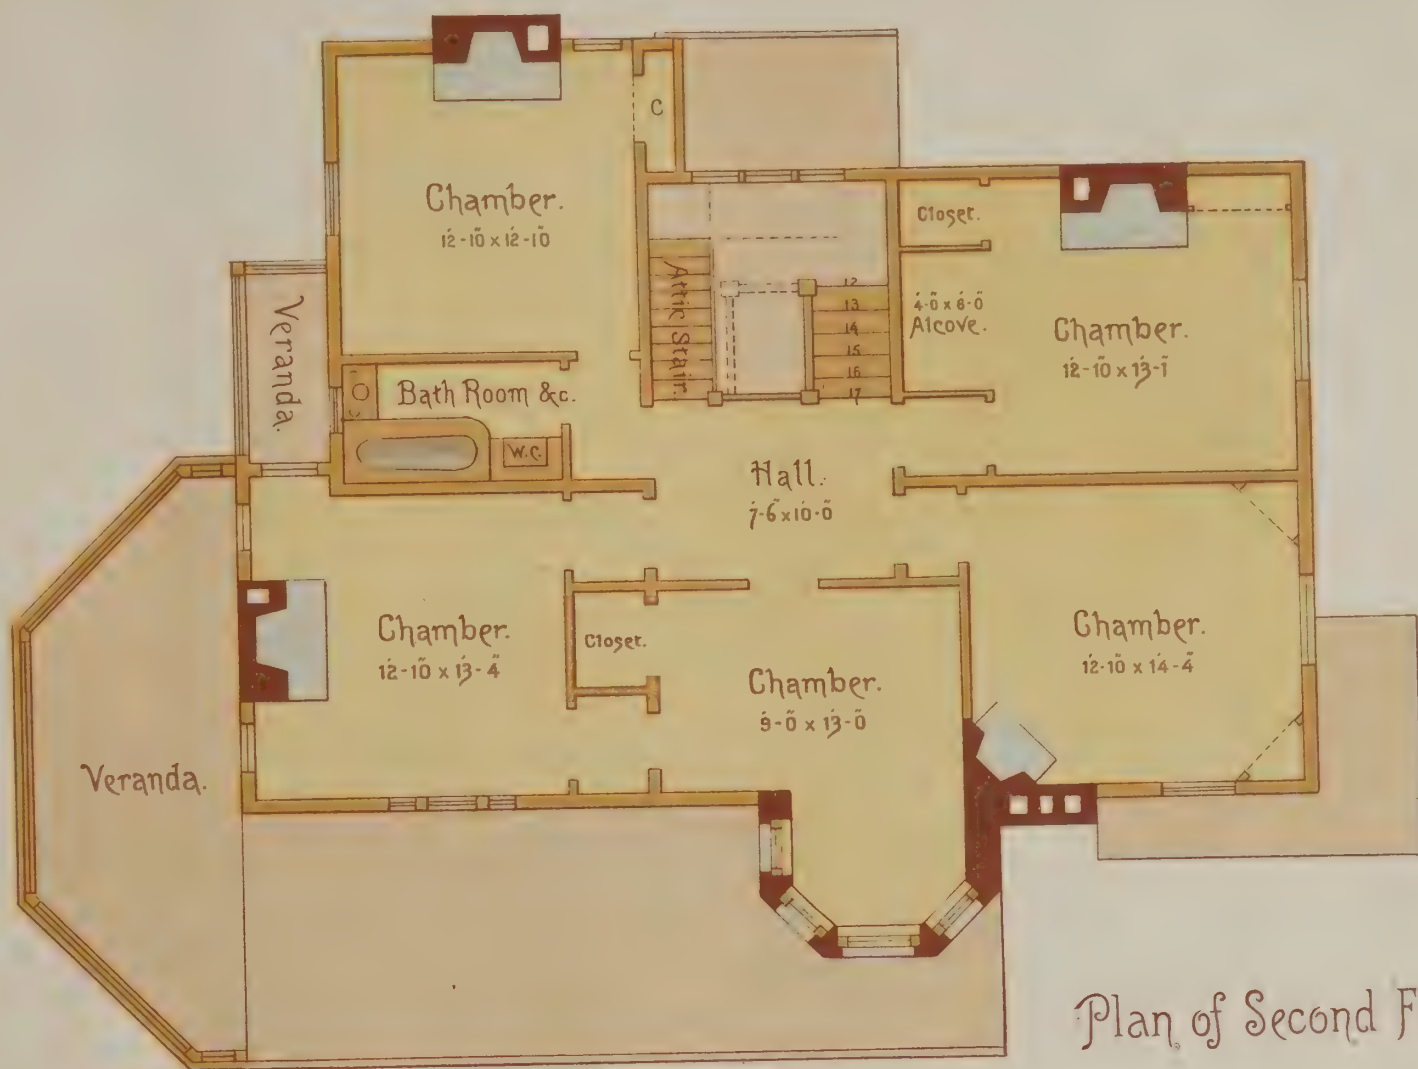 C
Chamber.
12-10 x 12-10
Closet.
Attic Stair.
12
13
14
15
16
17
4-0 x 6-0
Alcove.
Chamber.
12-10 x 13-1
Veranda.
Bath Room &c.
W.C.
Hall.
7-6 x 10-0
Chamber.
12-10 x 13-4
Closet.
Chamber.
9-0 x 13-0
Chamber.
12-10 x 14-4
Veranda.
Plan of Second F